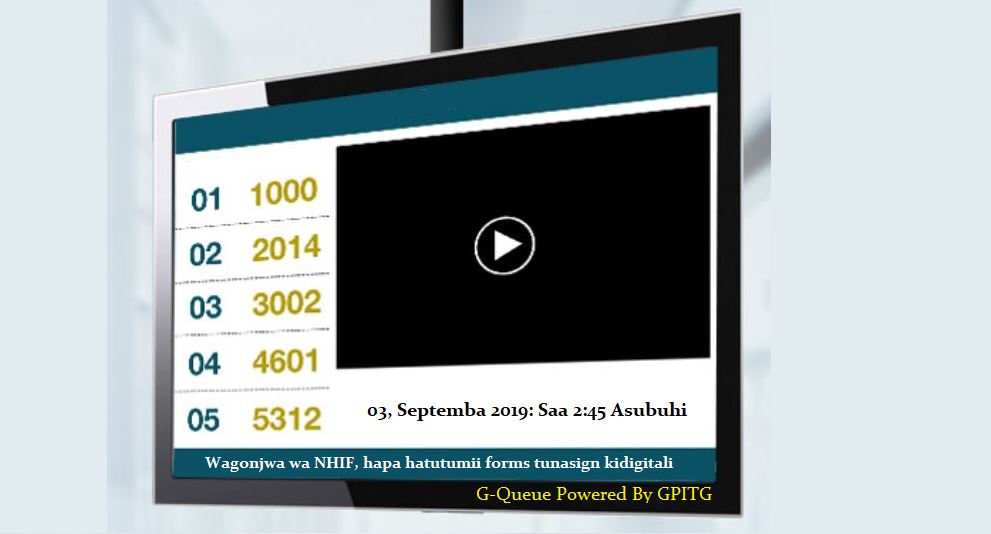 01 1000
02 2014
03 3002
04 4601
05 5312
03, Septemba 2019: Saa 2:45 Asubuhi
Wagonjwa wa NHIF, hapa hatutumii forms tunasign kidigitali
G-Queue Powered By GPITG